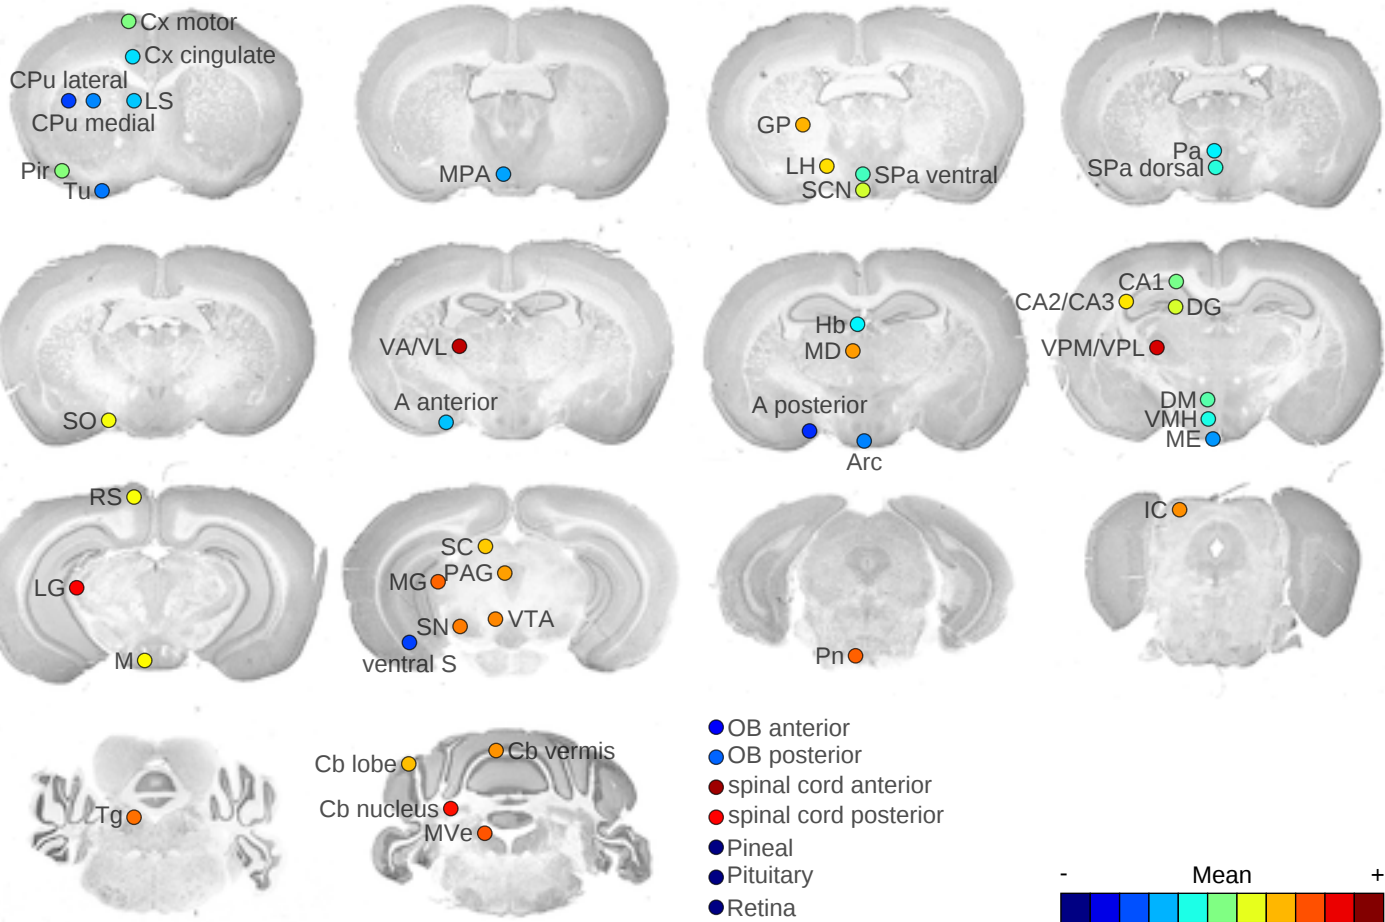 Cx motor
Cx cingulate
CPu lateral
LS
CPu medial
Pir
Tu
MPA
GP
LH
SPa ventral
SCN
Pa
SPa dorsal
SO
VA/VL
A anterior
Hb
MD
A posterior
Arc
CA1
CA2/CA3
DG
VPM/VPL
DM
VMH
ME
RS
LG
M
SC
MG
PAG
SN
VTA
ventral S
Pn
IC
Tg
Cb lobe
Cb vermis
Cb nucleus
MVe
OB anterior
OB posterior
spinal cord anterior
spinal cord posterior
Pineal
Pituitary
Retina
- Mean +